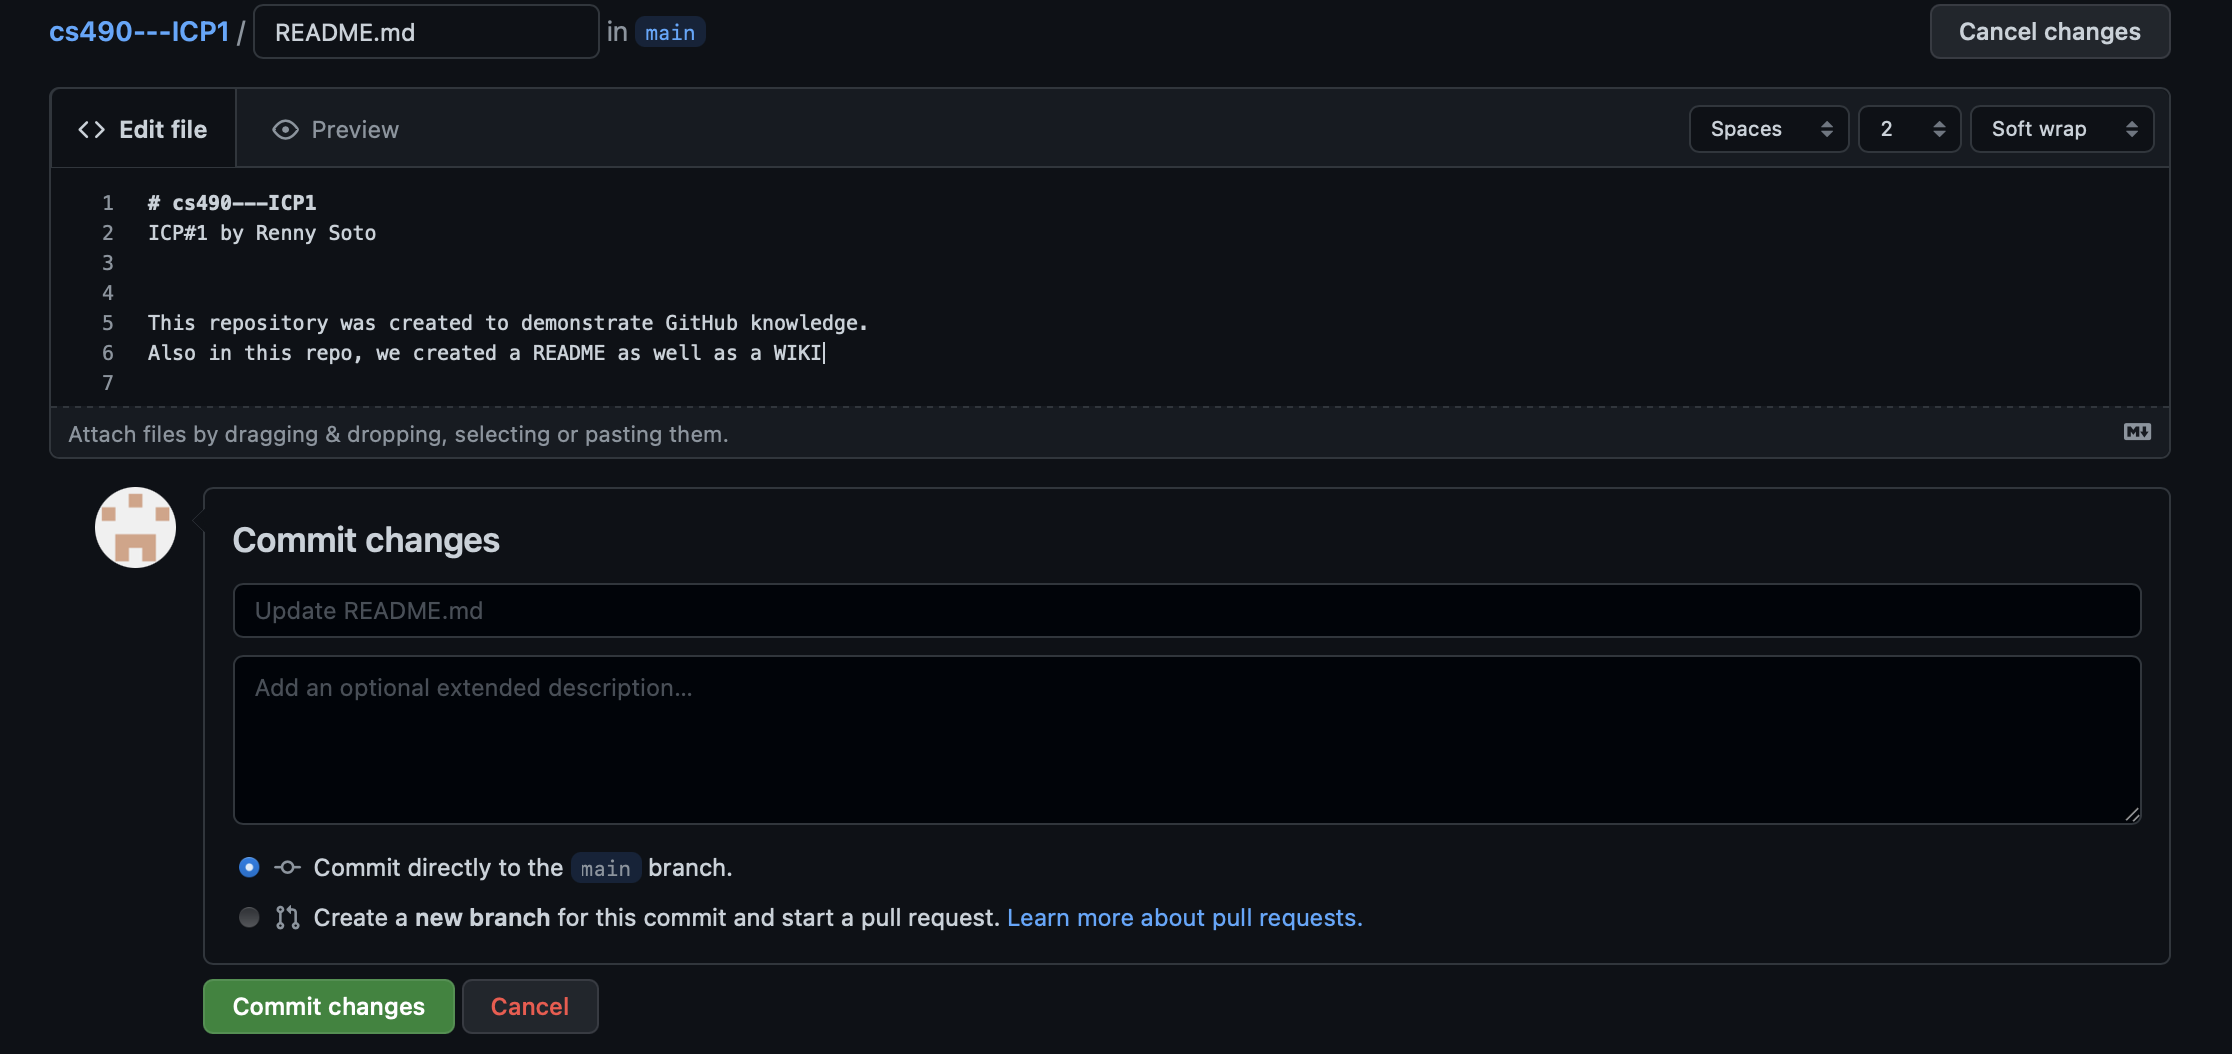 cs490---ICP1 / README.md in main Cancel changes
Edit file Preview Spaces 2 Soft wrap
1 # cs490---ICP1
2 ICP#1 by Renny Soto
3
4
5 This repository was created to demonstrate GitHub knowledge.
6 Also in this repo, we created a README as well as a WIKI
7
Attach files by dragging & dropping, selecting or pasting them.
Commit changes
Update README.md
Add an optional extended description...
Commit directly to the main branch.
Create a new branch for this commit and start a pull request. Learn more about pull requests.
Commit changes Cancel